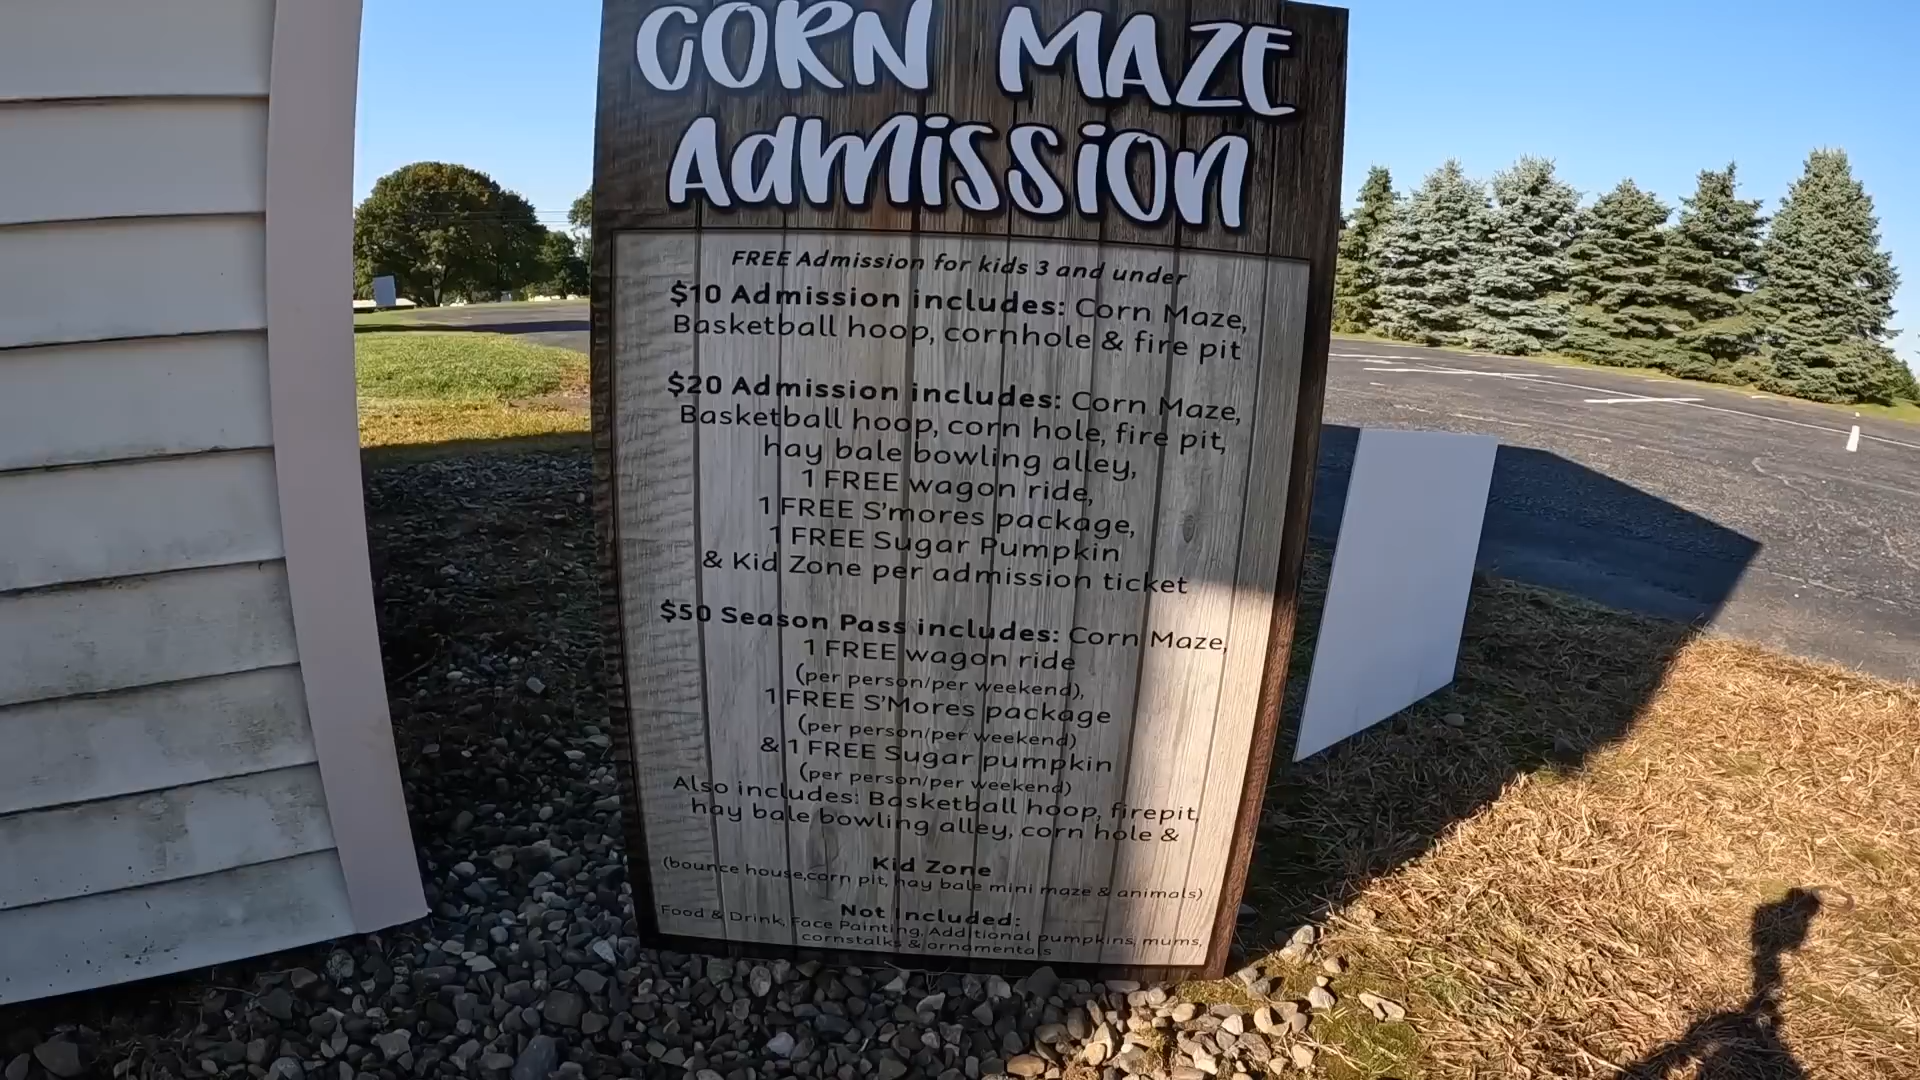 CORN MAZE
Admission
FREE Admission for kids 3 and under
$10 Admission includes: Corn Maze,
Basketball hoop, cornhole & fire pit
$20 Admission includes: Corn Maze,
Basketball hoop, corn hole, fire pit,
hay bale bowling alley,
1 FREE wagon ride,
1 FREE S'mores package,
1 FREE Sugar Pumpkin
& Kid Zone per admission ticket
$50 Season Pass includes: Corn Maze,
1 FREE wagon ride
(per person/per weekend),
1 FREE S'Mores package
(per person/per weekend)
& 1 FREE Sugar pumpkin
(per person/per weekend)
Also includes: Basketball hoop, firepit,
hay bale bowling alley, corn hole &
Kid Zone
(bounce house,corn pit, hay bale mini maze & animals)
Not Included:
Food & Drink, Face Painting, Additional pumpkins, mums,
cornstalks & ornamentals